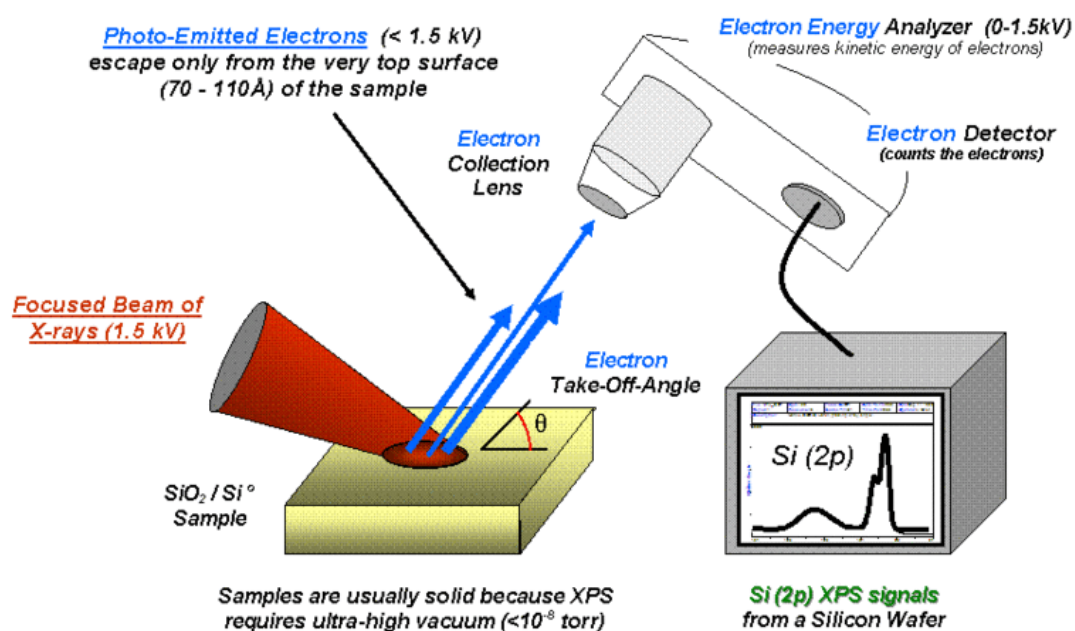 Photo-Emitted Electrons (< 1.5 kV)
escape only from the very top surface
(70 - 110Å) of the sample
Electron Energy Analyzer (0-1.5kV)
(measures kinetic energy of electrons)
Electron
Collection
Lens
Electron Detector
(counts the electrons)
Focused Beam of
X-rays (1.5 kV)
Electron
Take-Off-Angle
θ
Si (2p)
SiO₂ / Si°
Sample
Samples are usually solid because XPS
requires ultra-high vacuum (<10⁻⁸ torr)
Si (2p) XPS signals
from a Silicon Wafer